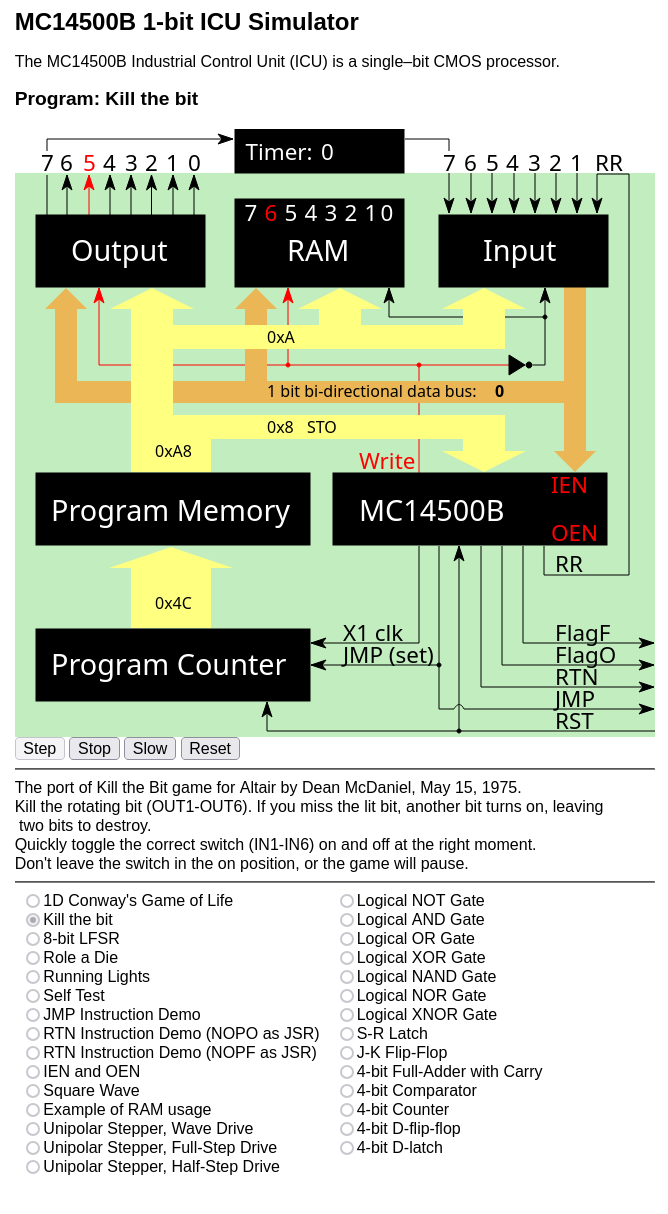 MC14500B 1-bit ICU Simulator
The MC14500B Industrial Control Unit (ICU) is a single–bit CMOS processor.
Program: Kill the bit
Timer: 0
7 6 5 4 3 2 1 0
7 6 5 4 3 2 1 RR
7 6 5 4 3 2 1 0
Output
RAM
Input
0xA
1 bit bi-directional data bus: 0
0x8 STO
0xA8
Write
IEN
Program Memory
MC14500B
OEN
RR
0x4C
X1 clk
FlagF
JMP (set)
FlagO
Program Counter
RTN
JMP
RST
Step Stop Slow Reset
The port of Kill the Bit game for Altair by Dean McDaniel, May 15, 1975.
Kill the rotating bit (OUT1-OUT6). If you miss the lit bit, another bit turns on, leaving
two bits to destroy.
Quickly toggle the correct switch (IN1-IN6) on and off at the right moment.
Don't leave the switch in the on position, or the game will pause.
1D Conway's Game of Life
Kill the bit
8-bit LFSR
Role a Die
Running Lights
Self Test
JMP Instruction Demo
RTN Instruction Demo (NOPO as JSR)
RTN Instruction Demo (NOPF as JSR)
IEN and OEN
Square Wave
Example of RAM usage
Unipolar Stepper, Wave Drive
Unipolar Stepper, Full-Step Drive
Unipolar Stepper, Half-Step Drive
Logical NOT Gate
Logical AND Gate
Logical OR Gate
Logical XOR Gate
Logical NAND Gate
Logical NOR Gate
Logical XNOR Gate
S-R Latch
J-K Flip-Flop
4-bit Full-Adder with Carry
4-bit Comparator
4-bit Counter
4-bit D-flip-flop
4-bit D-latch